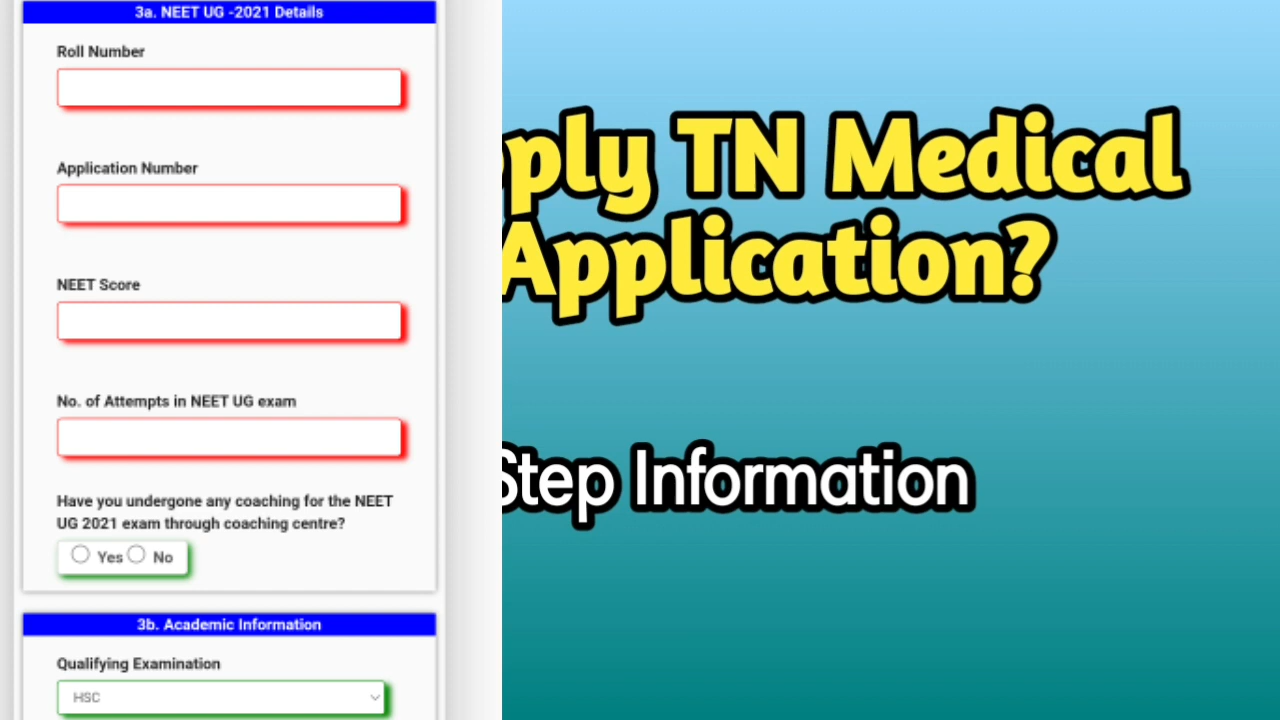 3a. NEET UG -2021 Details
Roll Number
Application Number
NEET Score
No. of Attempts in NEET UG exam
Have you undergone any coaching for the NEET
UG 2021 exam through coaching centre?
Yes No
3b. Academic Information
Qualifying Examination
HSC
pply TN Medical
Application?
Step Information